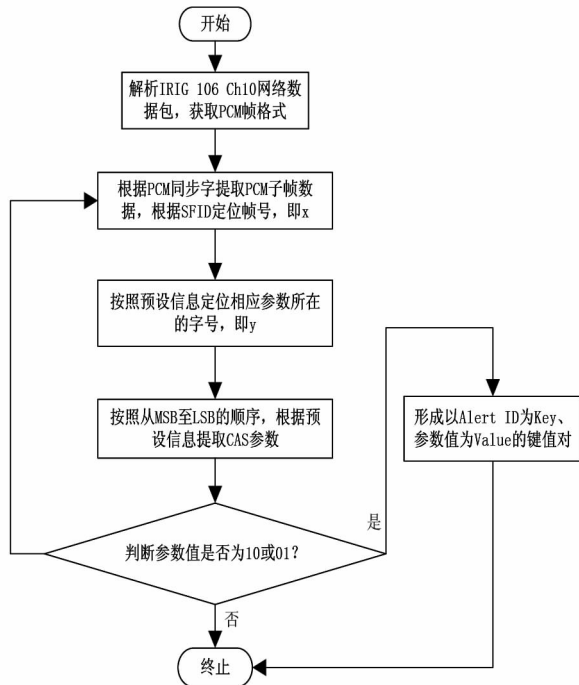 开始
解析IRIG 106 Ch10网络数
据包，获取PCM帧格式
根据PCM同步字提取PCM子帧数
据，根据SFID定位帧号，即x
按照预设信息定位相应参数所在
的字号，即y
按照从MSB至LSB的顺序，根据预
设信息提取CAS参数
形成以Alert ID为Key、
参数值为Value的键值对
判断参数值是否为10或01？
是
否
终止